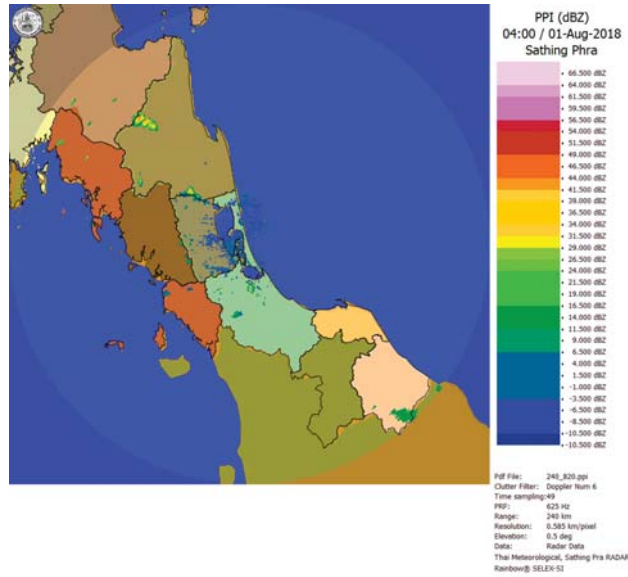 PPI (dBZ)
04:00 / 01-Aug-2018
Sathing Phra
66.500 dBZ
64.000 dBZ
61.500 dBZ
59.500 dBZ
56.500 dBZ
54.000 dBZ
51.500 dBZ
49.000 dBZ
46.500 dBZ
44.000 dBZ
41.500 dBZ
39.000 dBZ
36.500 dBZ
34.000 dBZ
31.500 dBZ
29.000 dBZ
26.500 dBZ
24.000 dBZ
21.500 dBZ
19.000 dBZ
16.500 dBZ
14.000 dBZ
11.500 dBZ
9.000 dBZ
6.500 dBZ
4.000 dBZ
1.500 dBZ
-1.000 dBZ
-3.500 dBZ
-6.500 dBZ
-8.500 dBZ
-10.500 dBZ
-10.500 dBZ
Pdf File: 240_820.ppi
Clutter Filter: Doppler Num 6
Time sampling:49
PRF: 625 Hz
Range: 240 km
Resolution: 0.585 km/pixel
Elevation: 0.5 deg
Data: Radar Data
Thai Meteorological, Sathing Pra RADAR
Rainbow® SELEX-SI